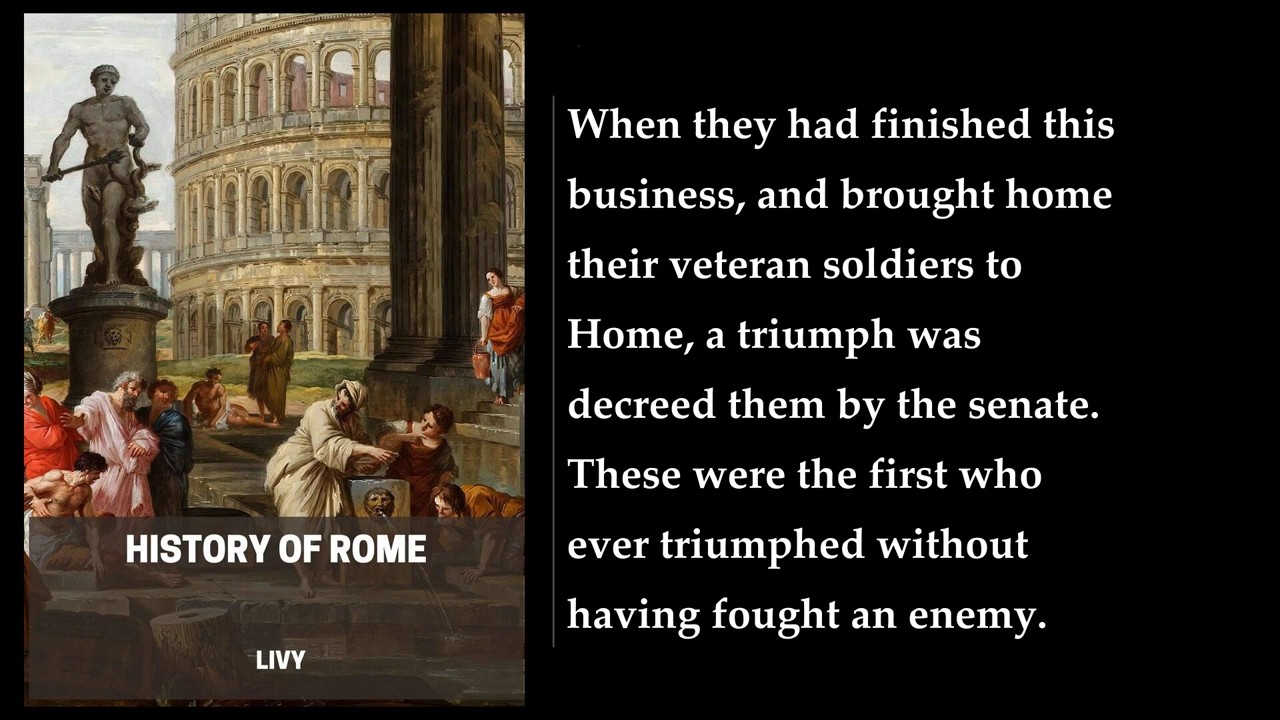 HISTORY OF ROME
LIVY
When they had finished this
business, and brought home
their veteran soldiers to
Home, a triumph was
decreed them by the senate.
These were the first who
ever triumphed without
having fought an enemy.